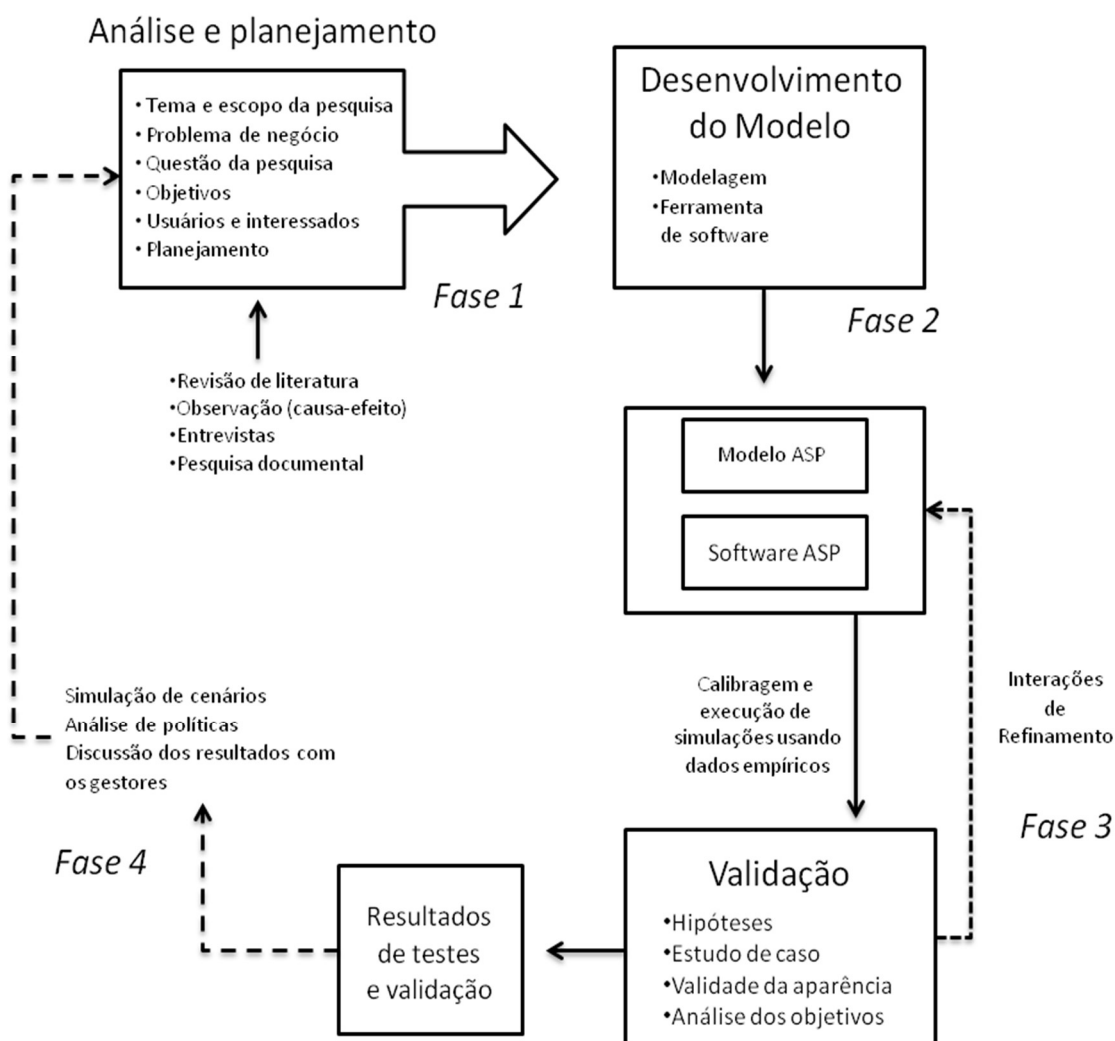 Análise e planejamento
• Tema e escopo da pesquisa
• Problema de negócio
• Questão da pesquisa
• Objetivos
• Usuários e interessados
• Planejamento
Fase 1
•Revisão de literatura
•Observação (causa-efeito)
•Entrevistas
•Pesquisa documental
Desenvolvimento
do Modelo
•Modelagem
•Ferramenta
de software
Fase 2
Modelo ASP
Software ASP
Calibragem e
execução de
simulações usando
dados empíricos
Interações
de
Refinamento
Fase 3
Validação
•Hipóteses
•Estudo de caso
•Validade da aparência
•Análise dos objetivos
Resultados
de testes
e validação
Fase 4
Simulação de cenários
Análise de políticas
Discussão dos resultados com
os gestores